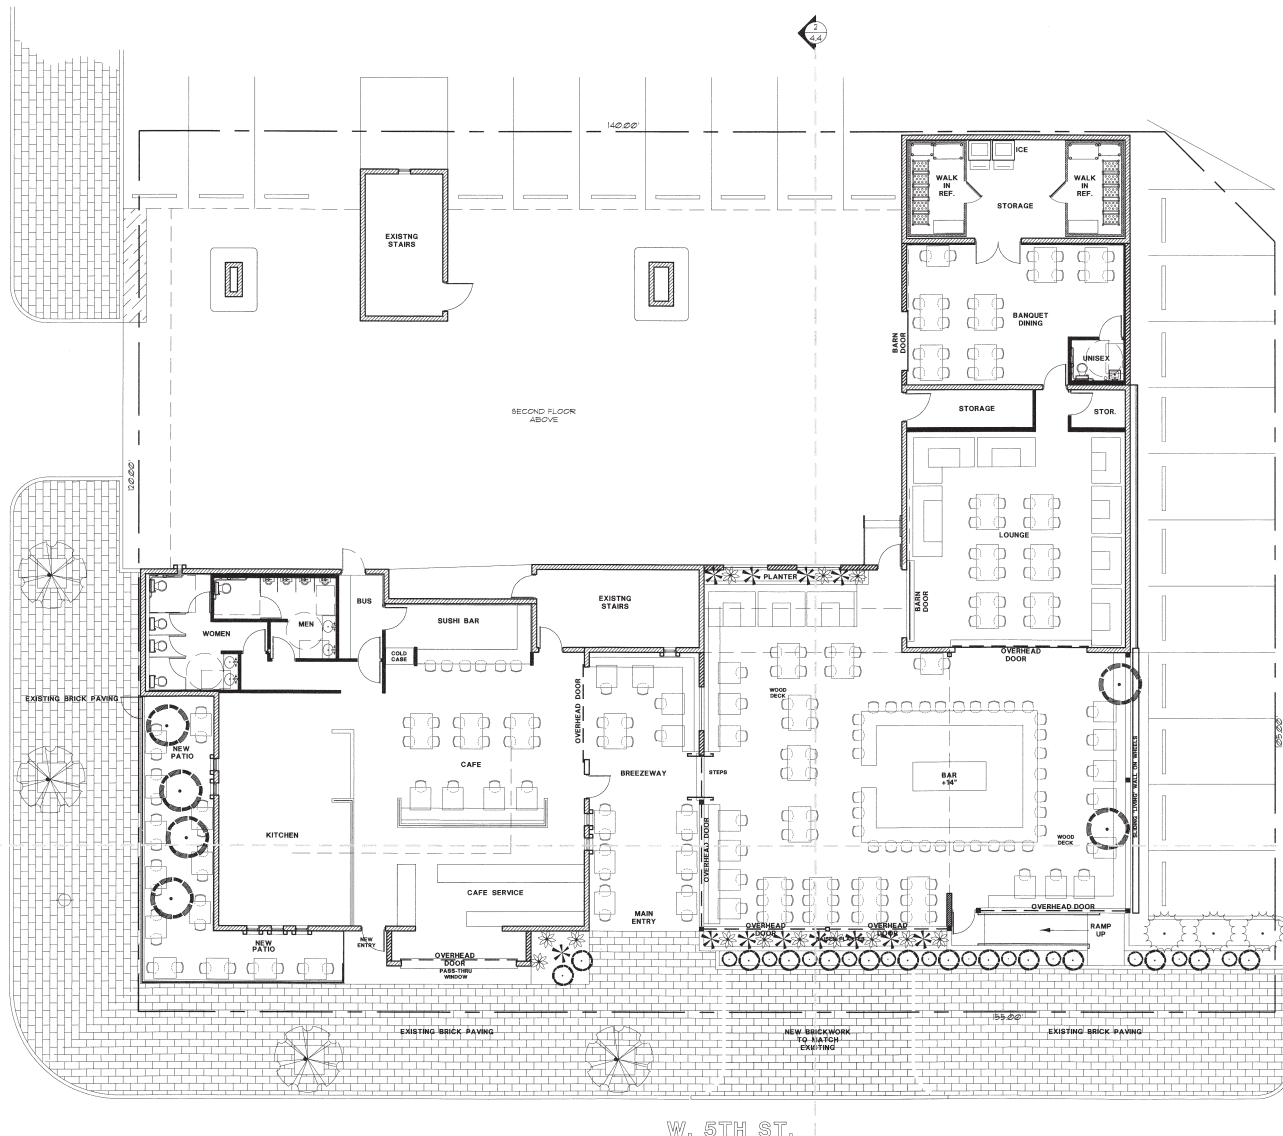 2
4.4
140.00'
ICE
WALK
IN
REF.
WALK
IN
REF.
STORAGE
EXISTNG
STAIRS
BANQUET
DINING
BARN
DOOR
UNISEX
SECOND FLOOR
ABOVE
STORAGE
STOR.
120.00'
LOUNGE
PLANTER
BUS
EXISTNG
STAIRS
BARN
DOOR
SUSHI BAR
WOMEN
MEN
COLD
CASE
OVERHEAD
DOOR
EXISTING BRICK PAVING
WOOD
DECK
OVERHEAD DOOR
NEW
PATIO
CAFE
BREEZEWAY
STEPS
BAR
+14"
105.00'
SLIDING 'LIVING' WALL ON WHEELS
KITCHEN
OVERHEAD DOOR
WOOD
DECK
CAFE SERVICE
MAIN
ENTRY
OVERHEAD DOOR
NEW
PATIO
NEW
ENTRY
OVERHEAD
DOOR
OVERHEAD
DOOR
RAMP
UP
OVERHEAD
DOOR
PASS-THRU
WINDOW
155.00'
EXISTING BRICK PAVING
NEW BRICKWORK
TO MATCH
EXISTING
EXISTING BRICK PAVING
W. 5TH ST.